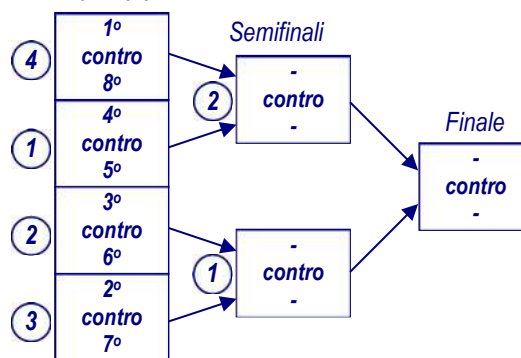 1º
contro
8º
4
4º
contro
5º
1
3º
contro
6º
2
2º
contro
7º
3
Semifinali
-
contro
-
2
-
contro
-
1
Finale
-
contro
-